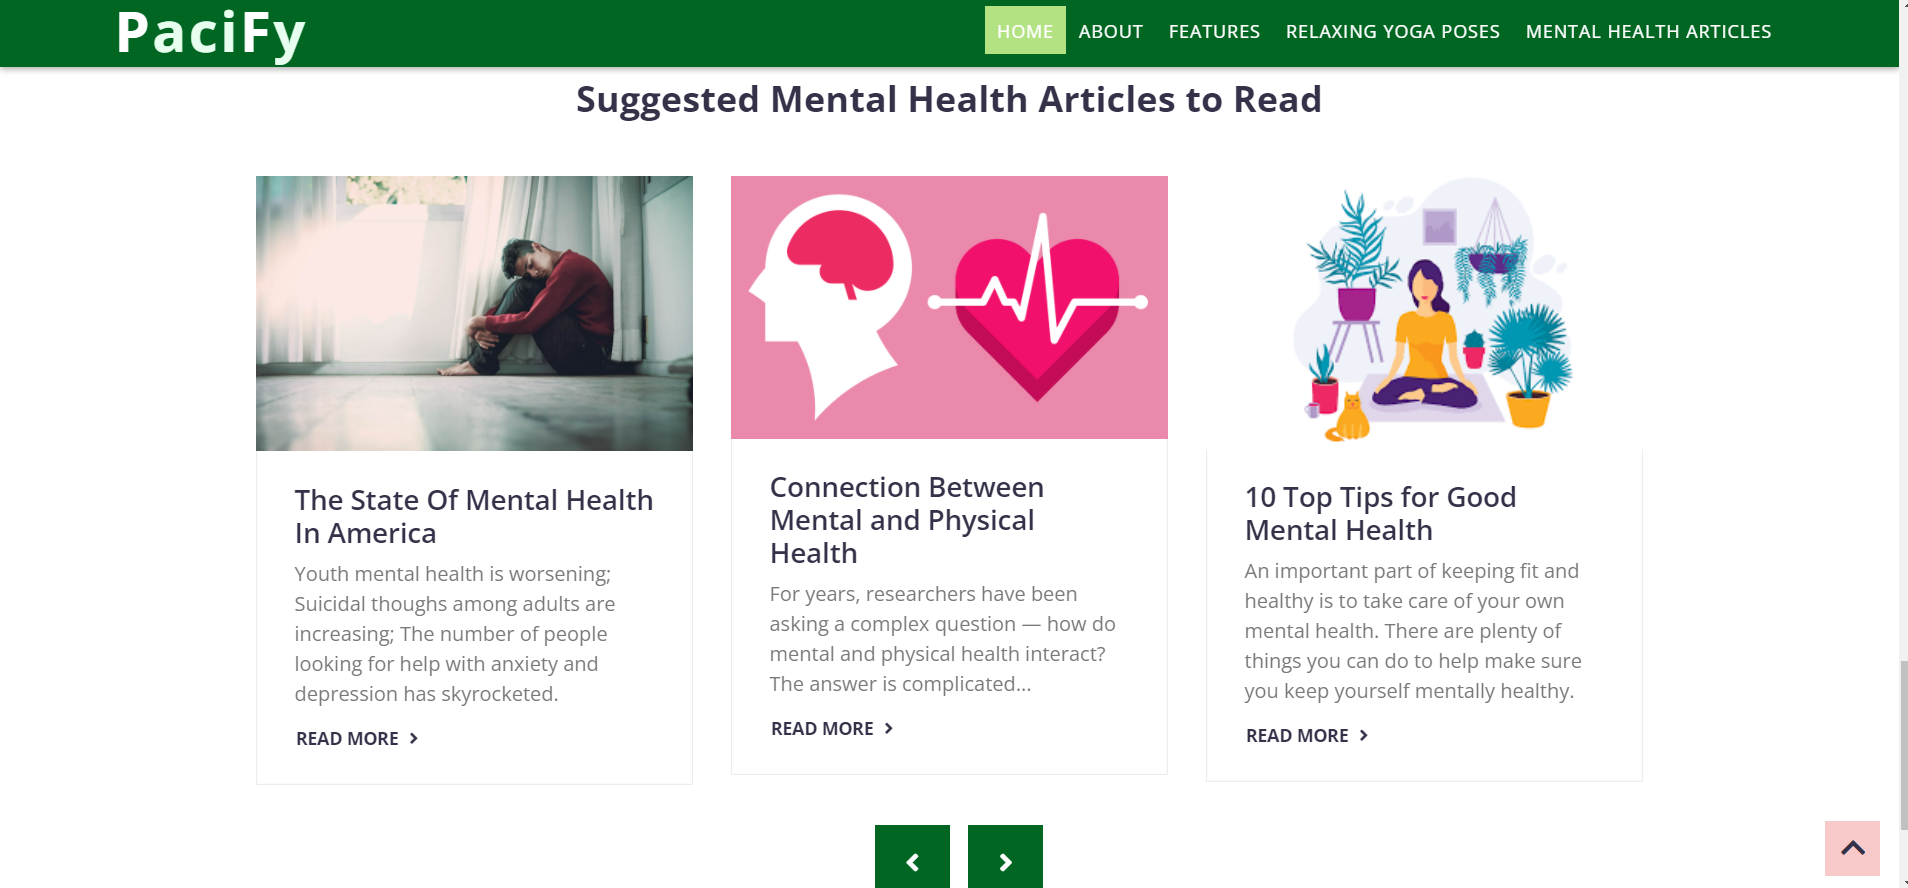 PaciFy
HOME
ABOUT
FEATURES
RELAXING YOGA POSES
MENTAL HEALTH ARTICLES
Suggested Mental Health Articles to Read
The State Of Mental Health
In America
Youth mental health is worsening;
Suicidal thoughs among adults are
increasing; The number of people
looking for help with anxiety and
depression has skyrocketed.
READ MORE
Connection Between
Mental and Physical
Health
For years, researchers have been
asking a complex question — how do
mental and physical health interact?
The answer is complicated...
READ MORE
10 Top Tips for Good
Mental Health
An important part of keeping fit and
healthy is to take care of your own
mental health. There are plenty of
things you can do to help make sure
you keep yourself mentally healthy.
READ MORE